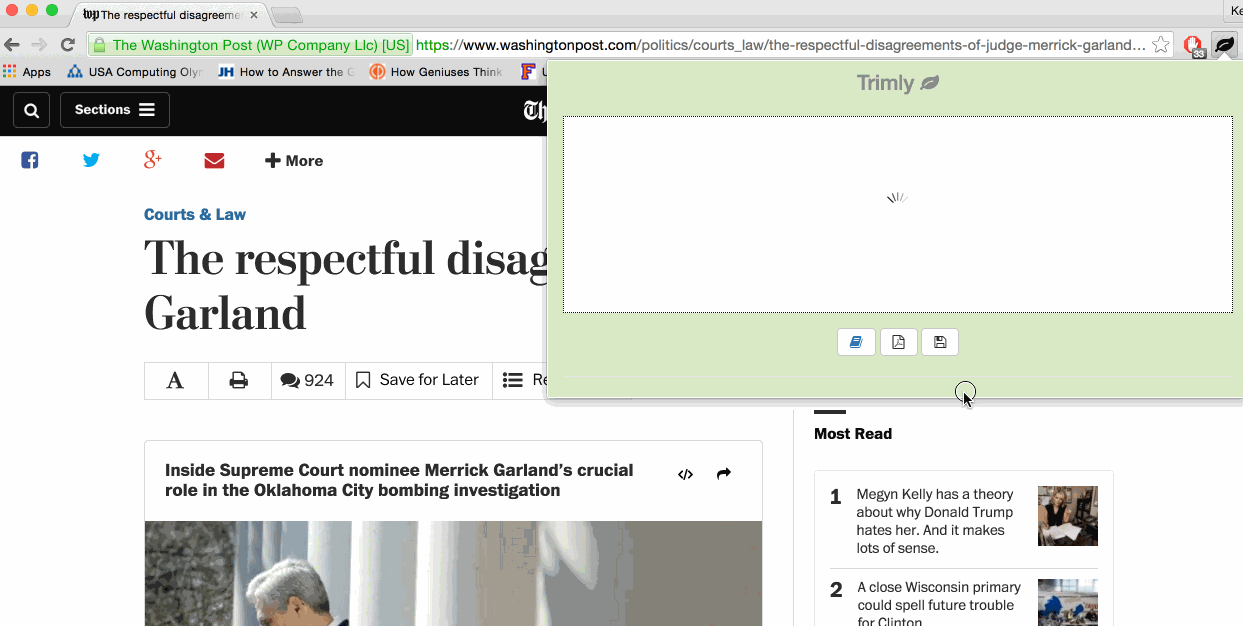 The respectful disagreeme
Ke
The Washington Post (WP Company Llc) [US] https://www.washingtonpost.com/politics/courts_law/the-respectful-disagreements-of-judge-merrick-garland...
33
Apps
USA Computing Oly
How to Answer the G
How Geniuses Think
Trimly
Sections
Th
More
Courts & Law
The respectful disag
Garland
A
924
Save for Later
Re
Inside Supreme Court nominee Merrick Garland’s crucial
role in the Oklahoma City bombing investigation
Most Read
1
Megyn Kelly has a theory
about why Donald Trump
hates her. And it makes
lots of sense.
2
A close Wisconsin primary
could spell future trouble
for Clinton